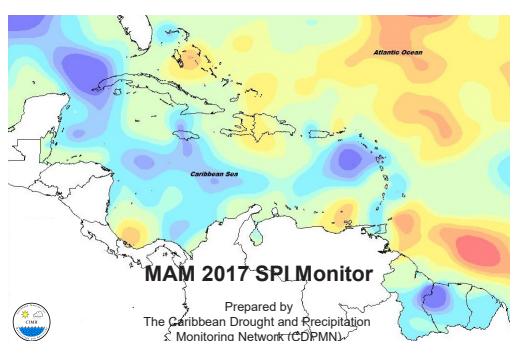 Atlantic Ocean
Caribbean Sea
MAM 2017 SPI Monitor
Prepared by
The Caribbean Drought and Precipitation
Monitoring Network (CDPMN)
CIMH